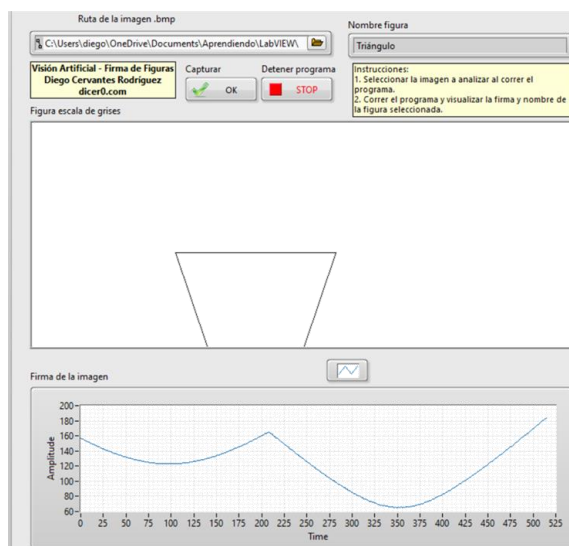 Ruta de la imagen .bmp
C:\Users\diego\OneDrive\Documents\Aprendiendo\LabVIEW\
Nombre figura
Triángulo
Visión Artificial - Firma de Figuras
Diego Cervantes Rodríguez
dicer0.com
Capturar
OK
Detener programa
STOP
Instrucciones:
1. Seleccionar la imagen a analizar al correr el
programa.
2. Correr el programa y visualizar la firma y nombre de
la figura seleccionada.
Figura escala de grises
Firma de la imagen
Amplitude
200
180
160
140
120
100
80
60
0 25 50 75 100 125 150 175 200 225 250 275 300 325 350 375 400 425 450 475 500 525
Time